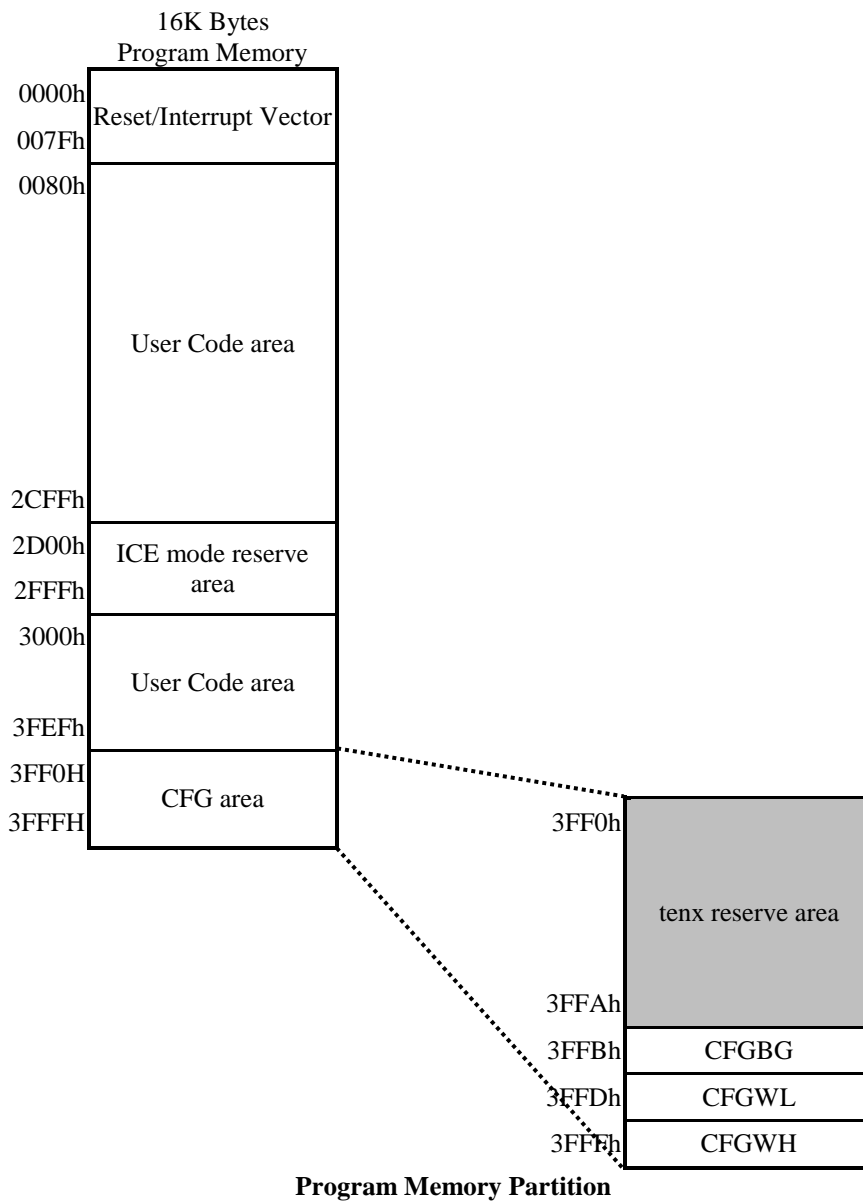 16K Bytes
Program Memory
0000h
Reset/Interrupt Vector
007Fh
0080h
User Code area
2CFFh
2D00h
ICE mode reserve
area
2FFFh
3000h
User Code area
3FEFh
3FF0H
CFG area
3FFFH
3FF0h
tenx reserve area
3FFAh
3FFBh CFGBG
3FFDh CFGWL
3FFFh CFGWH
Program Memory Partition